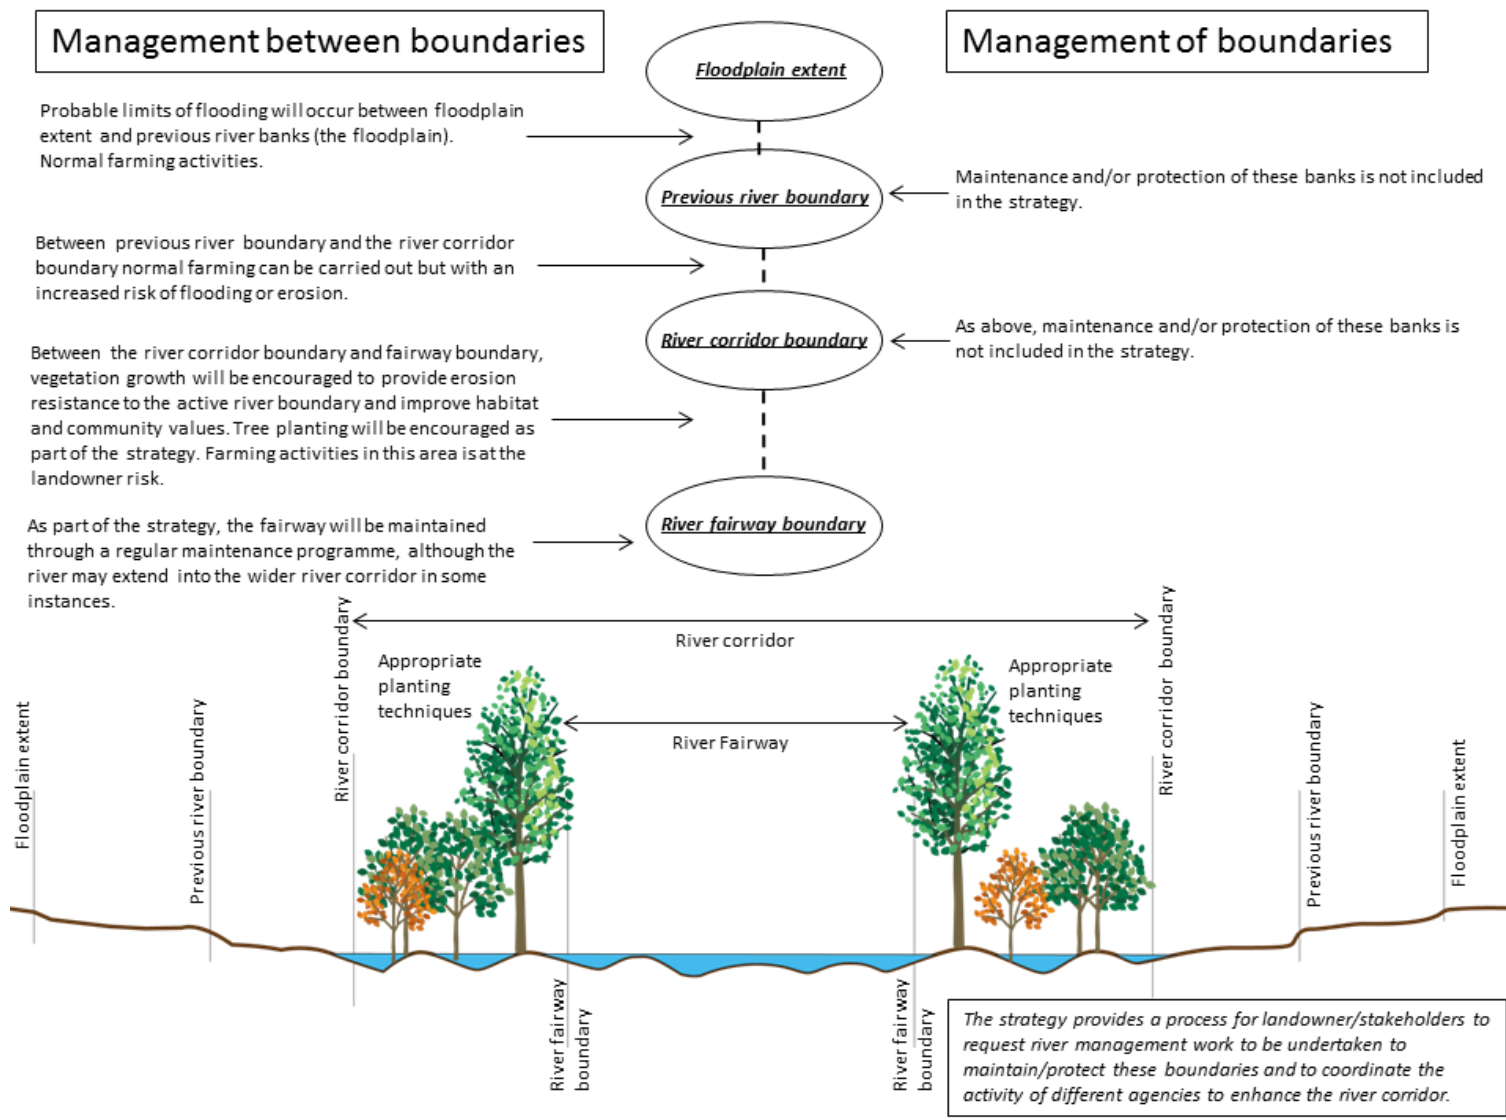 Management between boundaries
Management of boundaries
Floodplain extent
Probable limits of flooding will occur between floodplain
extent and previous river banks (the floodplain).
Normal farming activities.
Previous river boundary
Maintenance and/or protection of these banks is not included
in the strategy.
Between previous river boundary and the river corridor
boundary normal farming can be carried out but with an
increased risk of flooding or erosion.
River corridor boundary
As above, maintenance and/or protection of these banks is
not included in the strategy.
Between the river corridor boundary and fairway boundary,
vegetation growth will be encouraged to provide erosion
resistance to the active river boundary and improve habitat
and community values. Tree planting will be encouraged as
part of the strategy. Farming activities in this area is at the
landowner risk.
River fairway boundary
As part of the strategy, the fairway will be maintained
through a regular maintenance programme, although the
river may extend into the wider river corridor in some
instances.
River corridor
River Fairway
Appropriate
planting
techniques
Appropriate
planting
techniques
Floodplain extent
Previous river boundary
River corridor boundary
River fairway
boundary
River fairway
boundary
River corridor boundary
Previous river boundary
Floodplain extent
The strategy provides a process for landowner/stakeholders to
request river management work to be undertaken to
maintain/protect these boundaries and to coordinate the
activity of different agencies to enhance the river corridor.